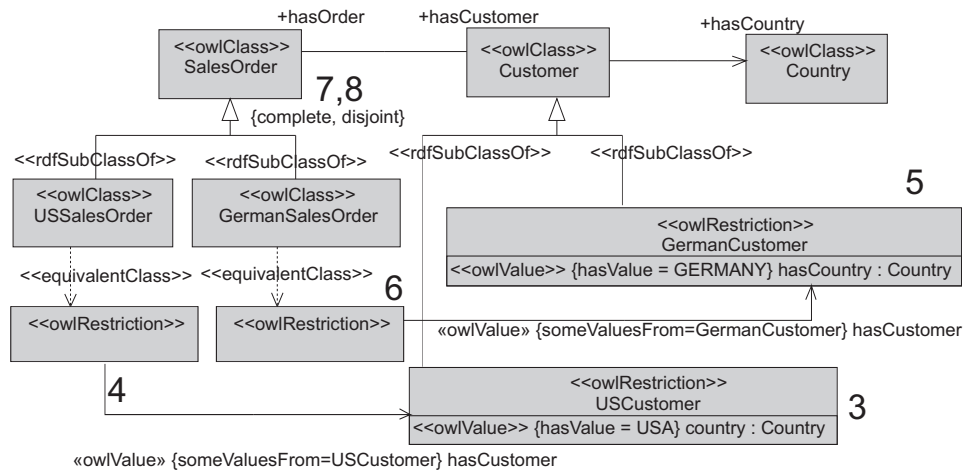 +hasOrder
+hasCustomer
+hasCountry
<<owlClass>>
SalesOrder
<<owlClass>>
Customer
<<owlClass>>
Country
7,8
{complete, disjoint}
<<rdfSubClassOf>>
<<rdfSubClassOf>>
<<rdfSubClassOf>>
<<rdfSubClassOf>>
<<owlClass>>
USSalesOrder
<<owlClass>>
GermanSalesOrder
5
<<owlRestriction>>
GermanCustomer
<<owlValue>> {hasValue = GERMANY} hasCountry : Country
<<equivalentClass>>
<<equivalentClass>>
6
<<owlRestriction>>
<<owlRestriction>>
«owlValue» {someValuesFrom=GermanCustomer} hasCustomer
4
<<owlRestriction>>
USCustomer
3
<<owlValue>> {hasValue = USA} country : Country
«owlValue» {someValuesFrom=USCustomer} hasCustomer